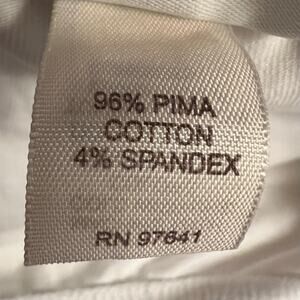 96% PIMA
COTTON
4% SPANDEX
RN 97641